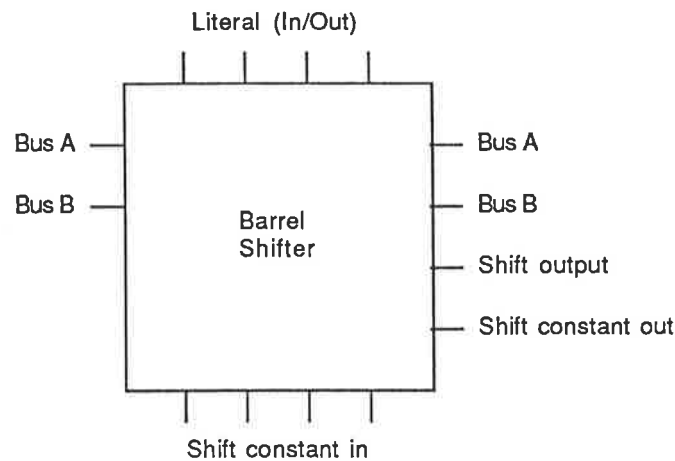 Literal (In/Out)
Bus A
Bus A
Bus B
Bus B
Barrel
Shifter
Shift output
Shift constant out
Shift constant in